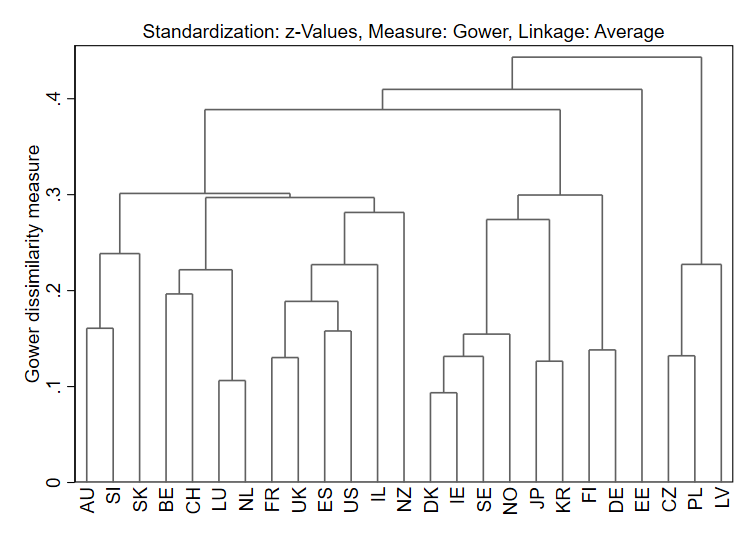 Standardization: z-Values, Measure: Gower, Linkage: Average
Gower dissimilarity measure
.4
.3
.2
.1
0
AU SI SK BE CH LU NL FR UK ES US IL NZ DK IE SE NO JP KR FI DE EE CZ PL LV